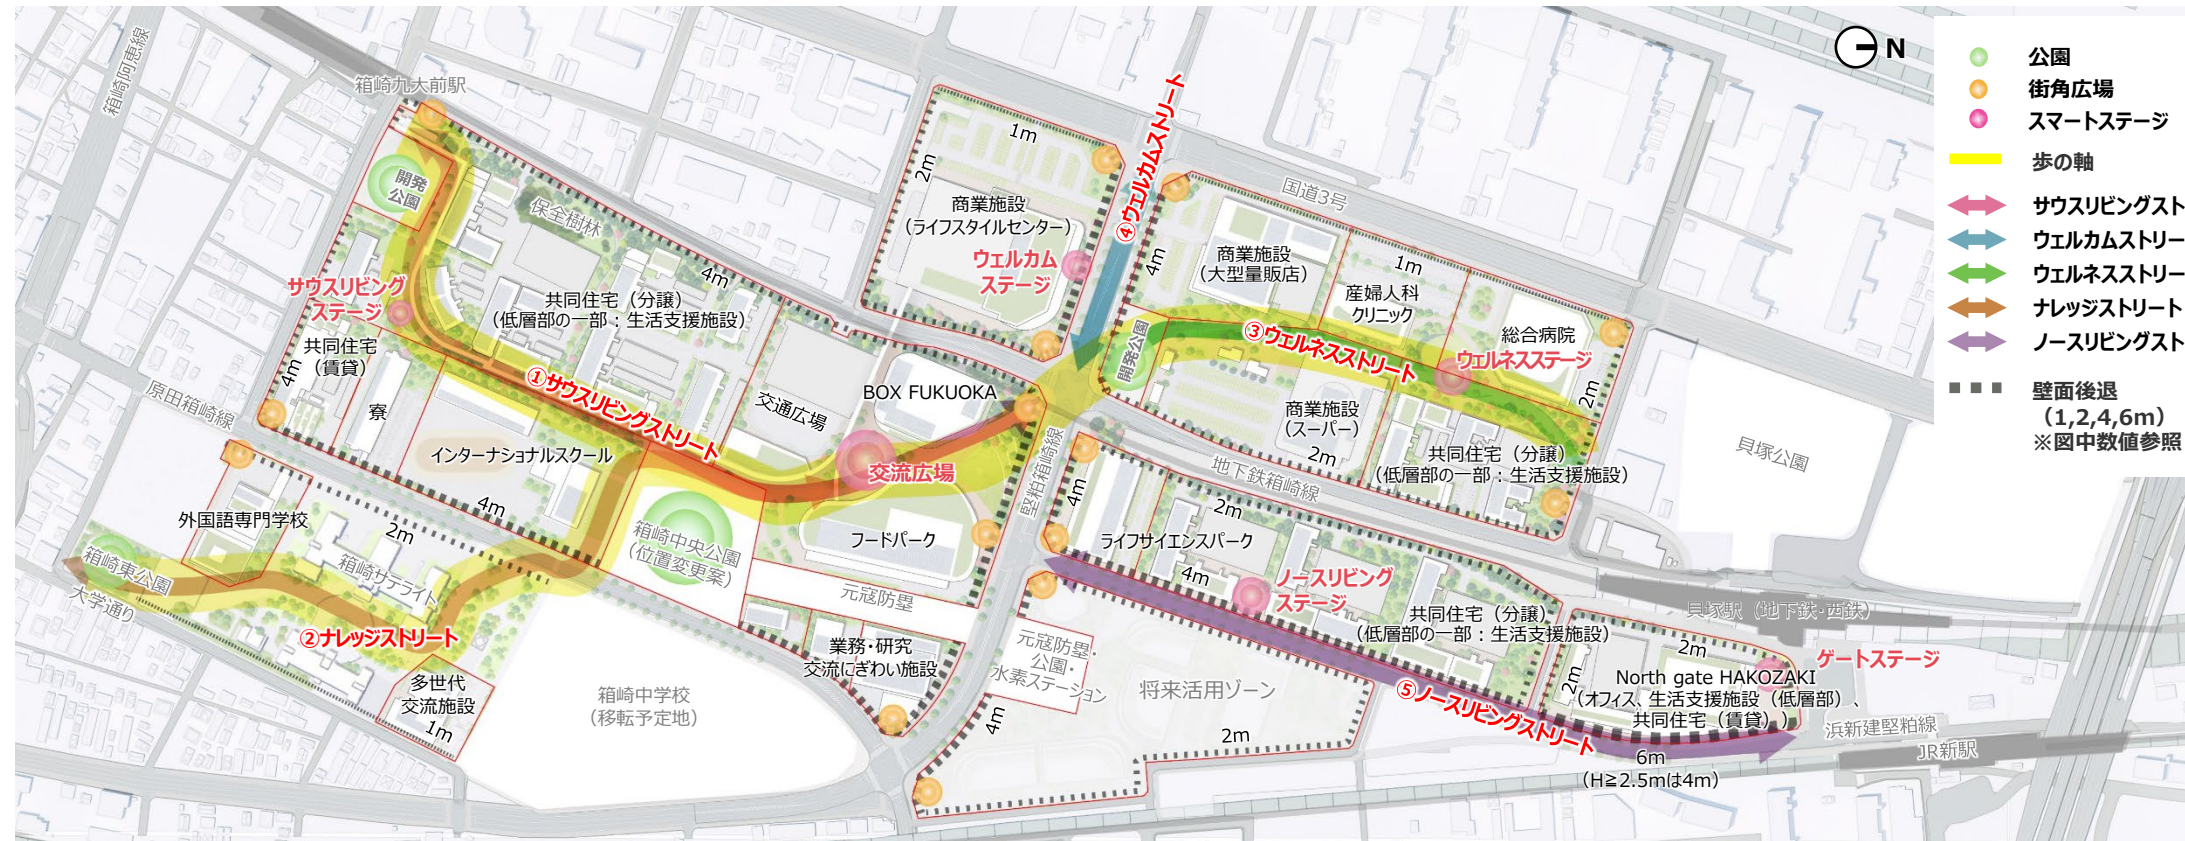 N
公園
街角広場
スマートステージ
歩の軸
サウスリビングスト
ウェルカムストリー
ウェルネスストリー
ナレッジストリート
ノースリビングスト
壁面後退
（1,2,4,6m）
※図中数値参照
箱崎阿恵線
箱崎九大前駅
開発
公園
保全樹林
4m
サウスリビング
ステージ
共同住宅（分譲）
（低層部の一部：生活支援施設）
共同住宅
（賃貸）
4m
寮
原田箱崎線
①サウスリビングストリート
インターナショナルスクール
交通広場
BOX FUKUOKA
交流広場
4m
2m
外国語専門学校
箱崎サテライト
箱崎東公園
大学通り
②ナレッジストリート
多世代
交流施設
1m
箱崎中学校
（移転予定地）
箱崎中央公園
（位置変更案）
フードパーク
元寇防塁
業務・研究
交流にぎわい施設
1m
2m
商業施設
（ライフスタイルセンター）
ウェルカム
ステージ
④ウェルカムストリート
国道3号
4m
商業施設
（大型量販店）
1m
産婦人科
クリニック
総合病院
開発公園
③ウェルネスストリート
ウェルネスステージ
2m
商業施設
（スーパー）
2m
共同住宅（分譲）
（低層部の一部：生活支援施設）
貝塚公園
堅粕箱崎線
地下鉄箱崎線
4m
2m
ライフサイエンスパーク
4m
ノースリビング
ステージ
共同住宅（分譲）
（低層部の一部：生活支援施設）
貝塚駅（地下鉄・西鉄）
元寇防塁・
公園・
水素ステーション
将来活用ゾーン
4m
2m
⑤ノースリビングストリート
2m
2m
ゲートステージ
North gate HAKOZAKI
（オフィス、生活支援施設（低層部）、
共同住宅（賃貸））
浜新建堅粕線
JR新駅
6m
（H≧2.5mは4m）